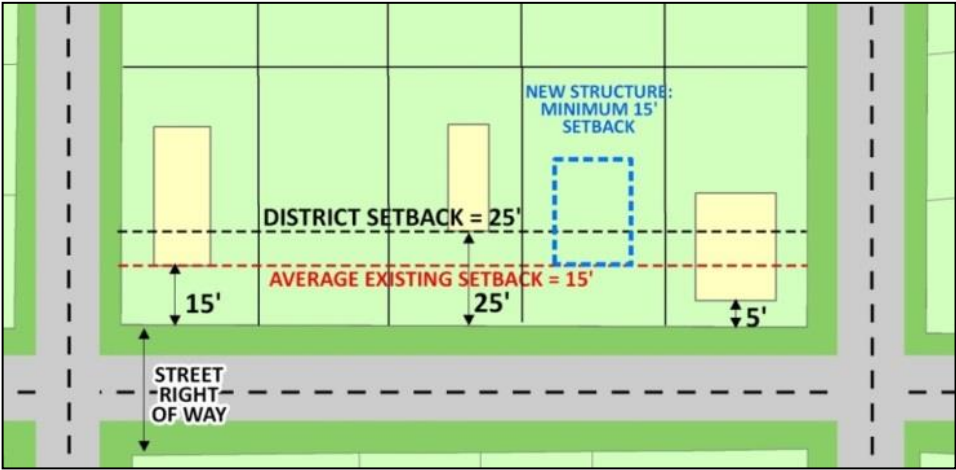 NEW STRUCTURE:
MINIMUM 15'
SETBACK
DISTRICT SETBACK = 25'
AVERAGE EXISTING SETBACK = 15'
15'
25'
5'
STREET
RIGHT
OF WAY